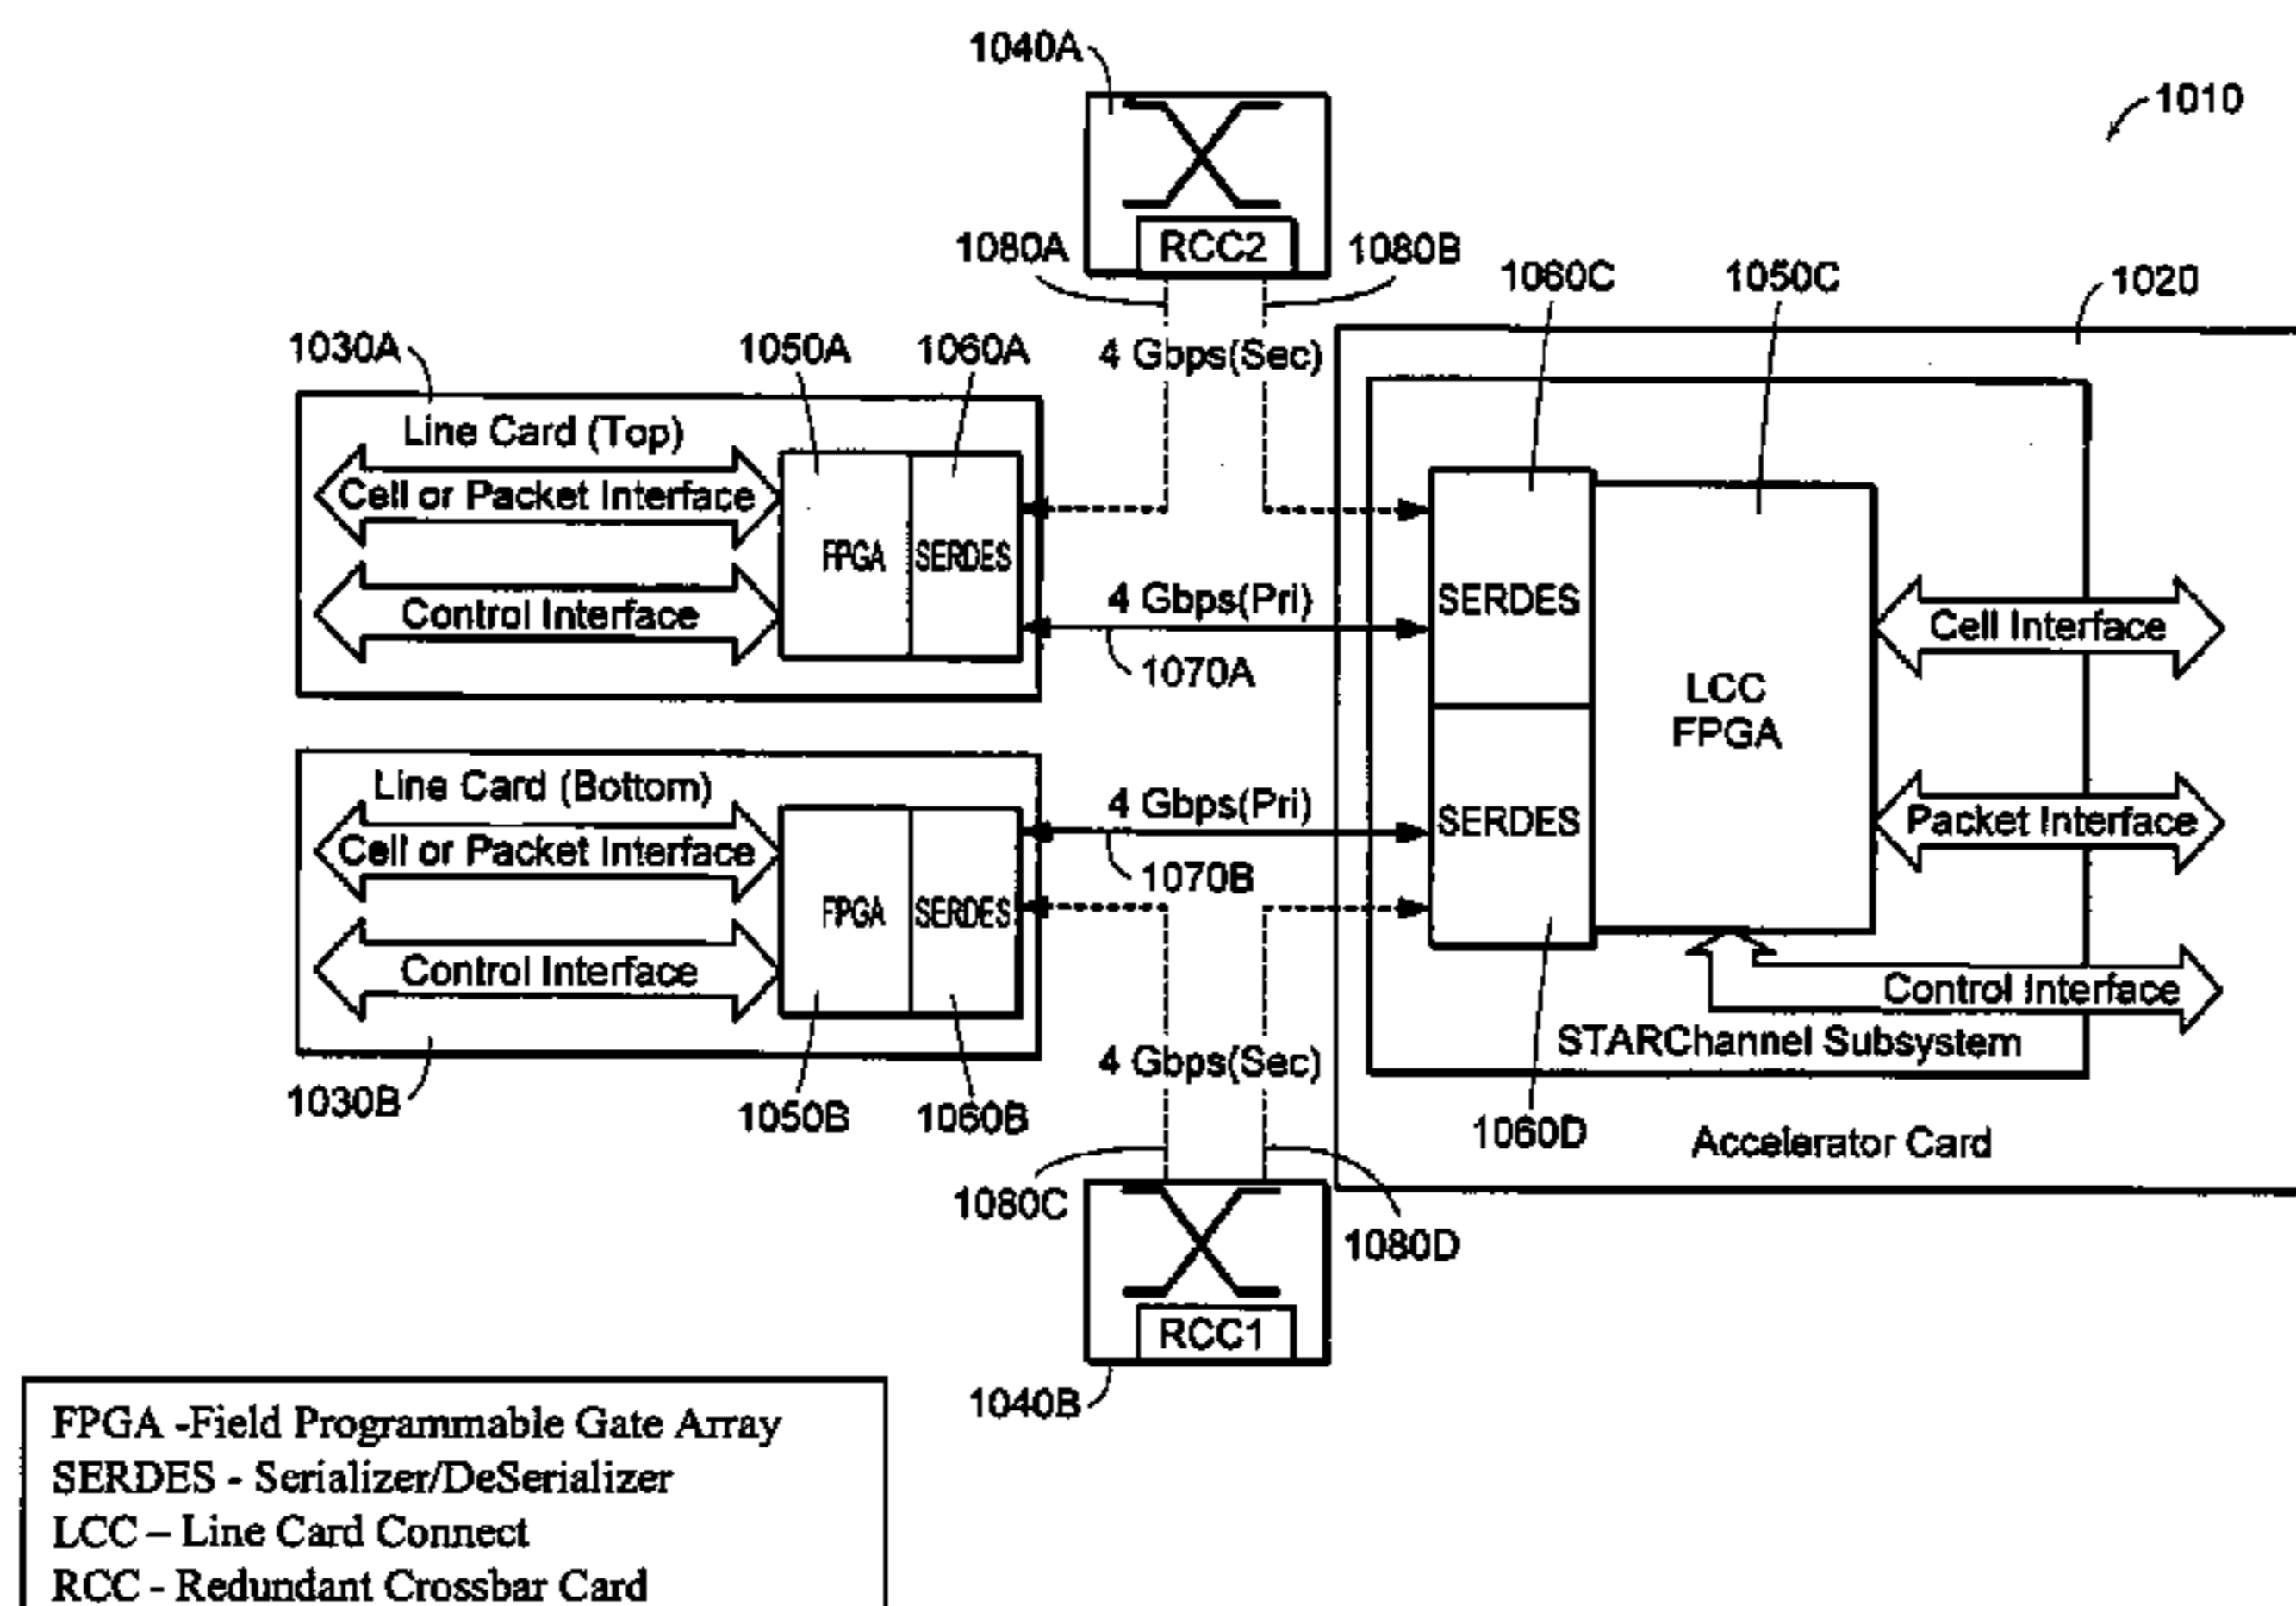 1040A
1010
1080A
RCC2
1080B
1060C
1050C
1020
4 Gbps(Sec)
1030A
1050A
1060A
Line Card (Top)
Cell or Packet Interface
Control Interface
FPGA
SERDES
4 Gbps(Pri)
1070A
SERDES
LCC
FPGA
Cell Interface
Line Card (Bottom)
Cell or Packet Interface
Control Interface
FPGA
SERDES
4 Gbps(Pri)
1070B
SERDES
Packet Interface
Control Interface
STARChannel Subsystem
4 Gbps(Sec)
1030B
1050B
1060B
1060D
Accelerator Card
1080C
1080D
RCC1
1040B
FPGA -Field Programmable Gate Array
SERDES - Serializer/DeSerializer
LCC – Line Card Connect
RCC - Redundant Crossbar Card